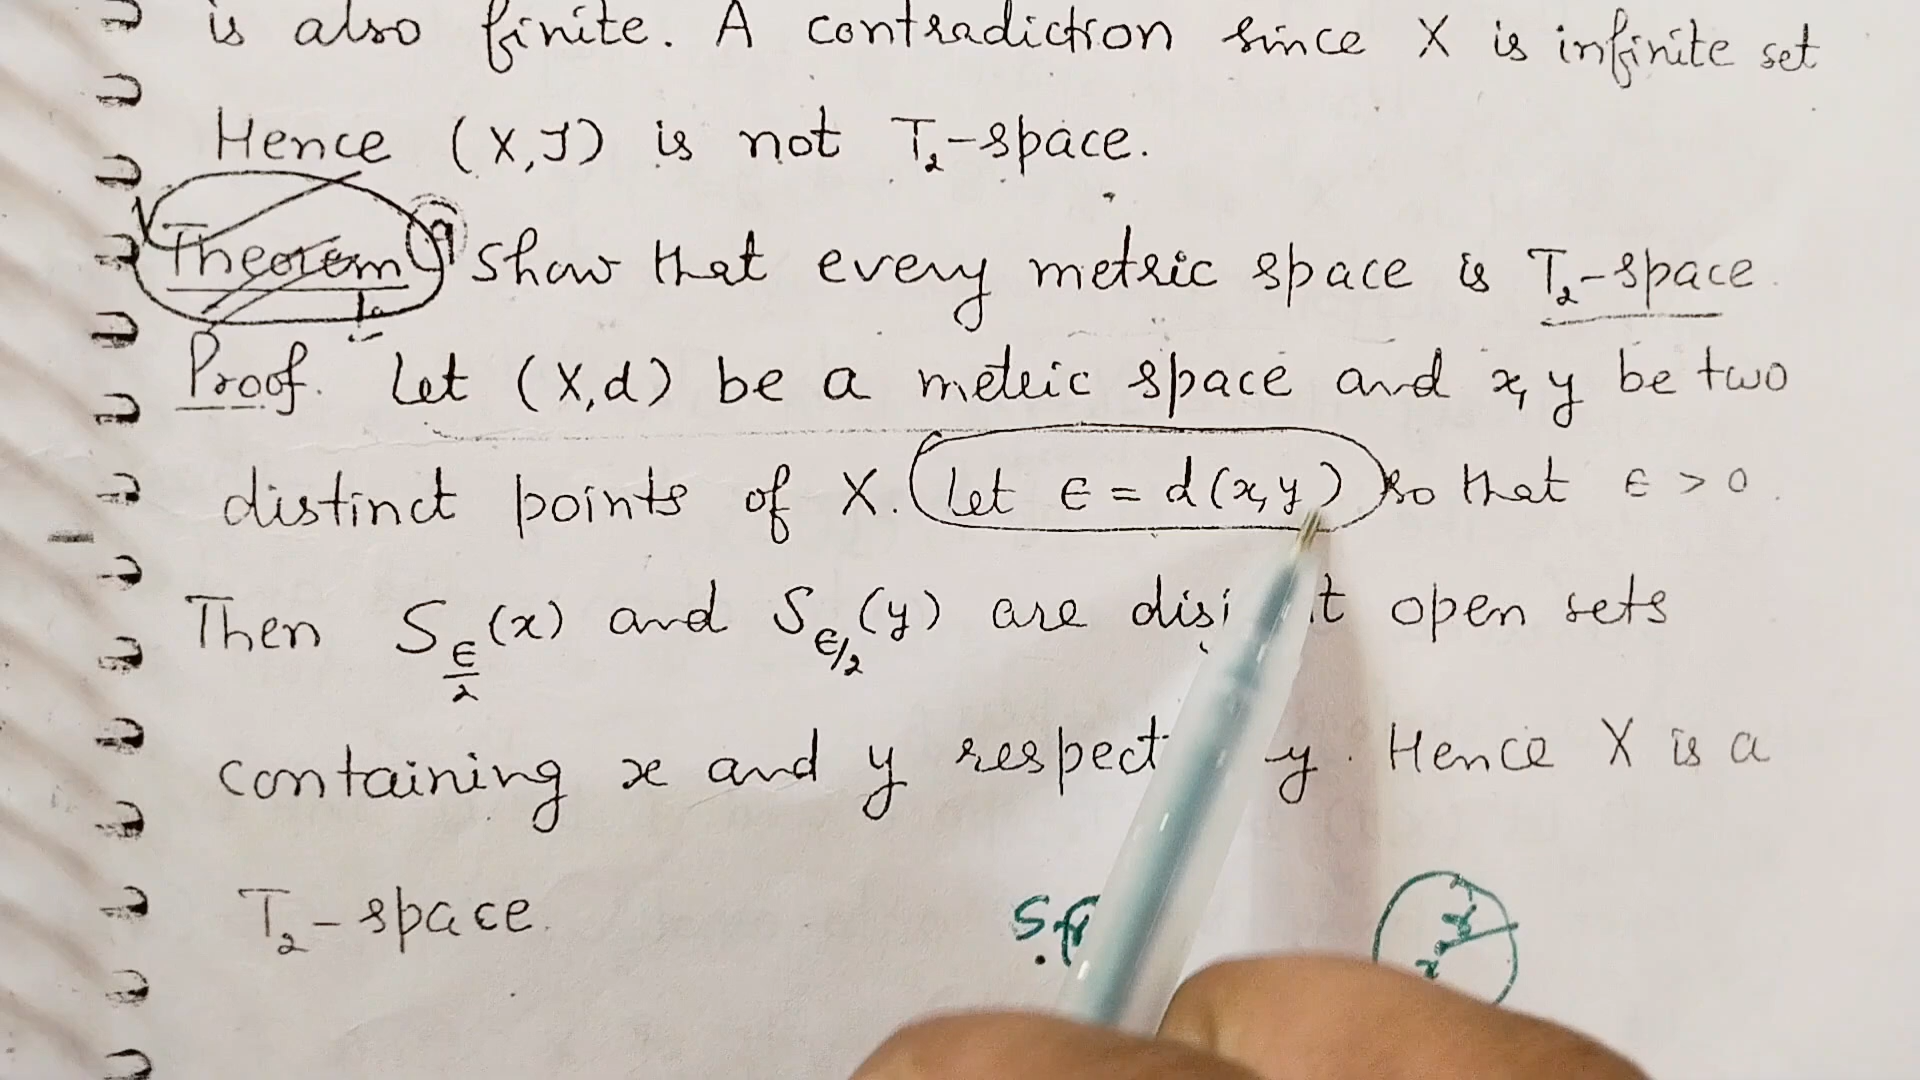 is also finite. A contradiction since X is infinite set
Hence (X,J) is not T₂-space.
Theorem 9 Show that every metric space is T₂-space.
Proof. Let (X,d) be a metric space and x, y be two
distinct points of X. Let ϵ = d(x,y) so that ϵ > 0.
Then S_{ϵ/2}(x) and S_{ϵ/2}(y) are open sets
containing x and y. Hence X is a
T₂-space.
x